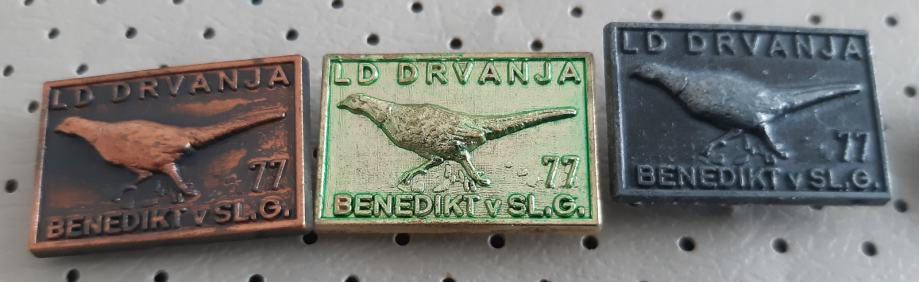 LD DRVANJA
77
BENEDIKT v SL.G.
LD DRVANJA
77
BENEDIKT v SL.G.
LD DRVANJA
77
BENEDIKT v SL.G.